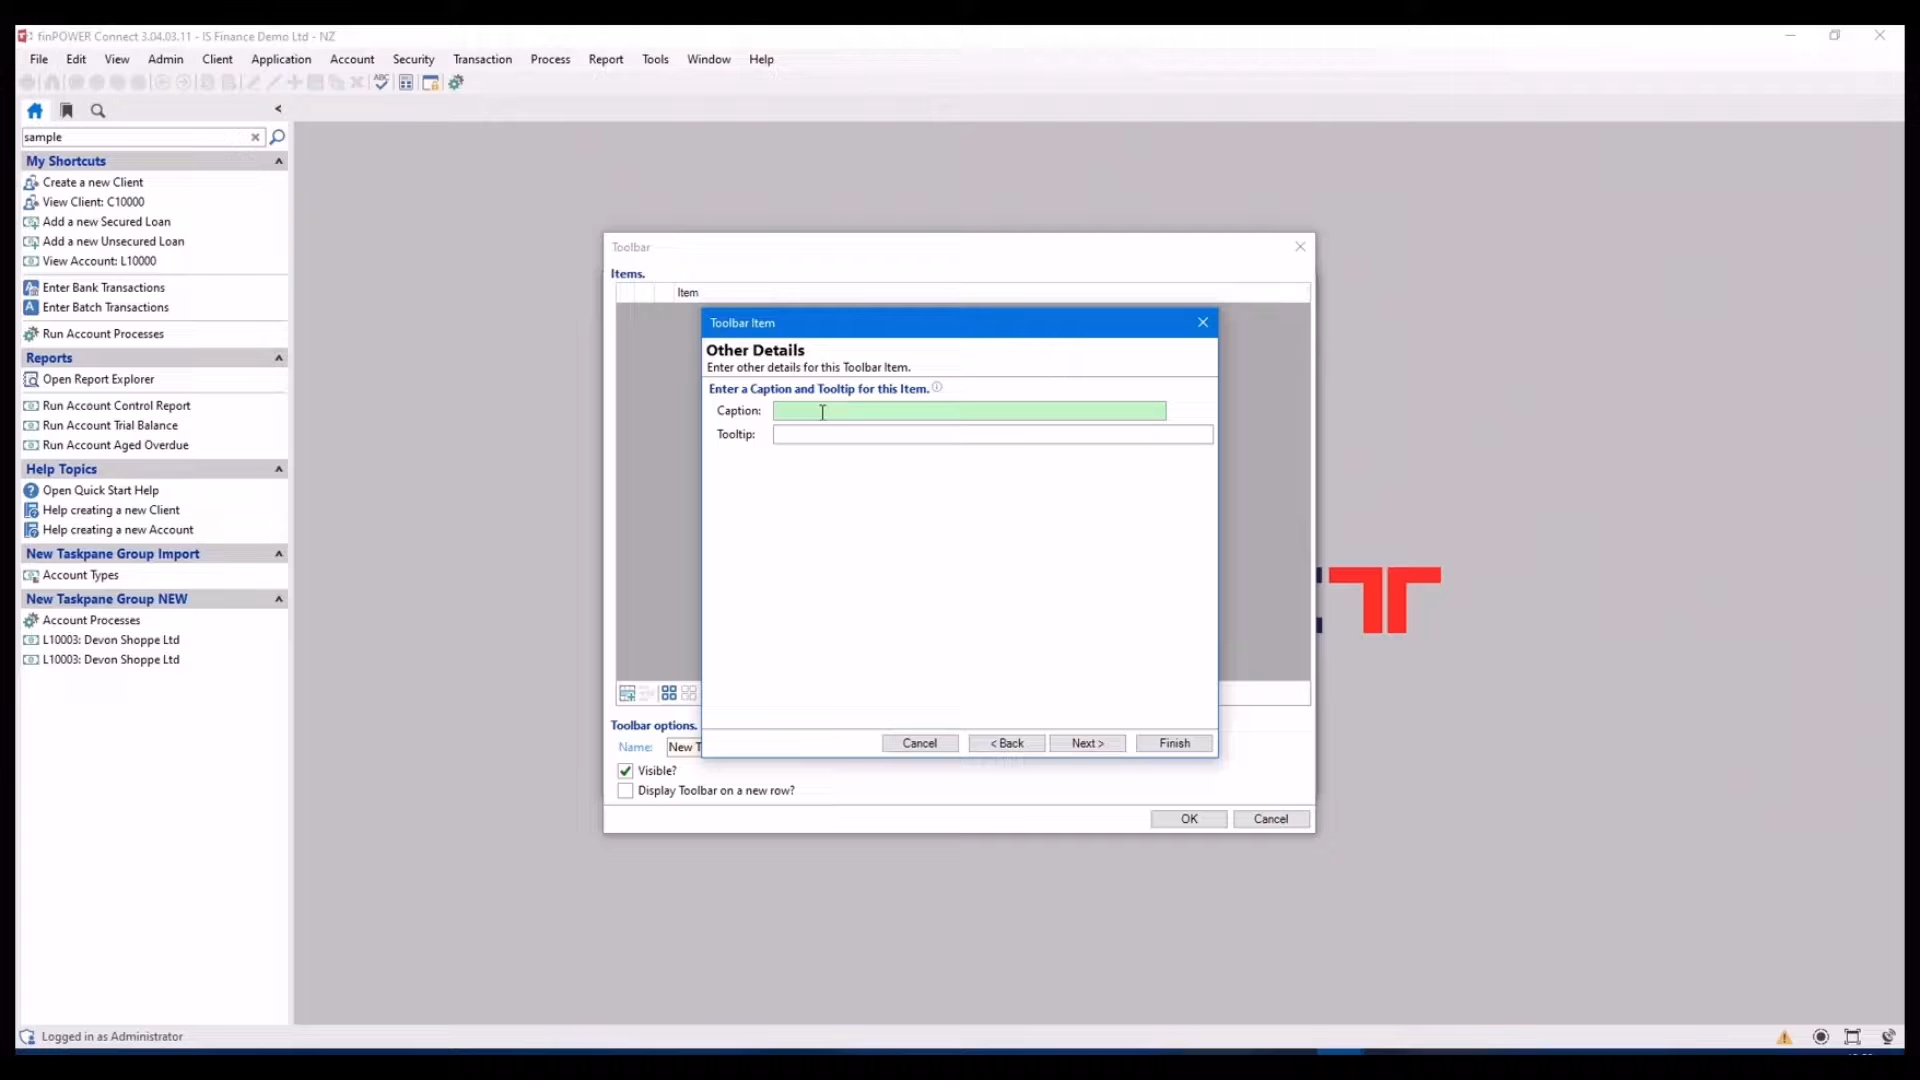 finPOWER Connect 3.04.03.11 - IS Finance Demo Ltd - NZ
File Edit View Admin Client Application Account Security Transaction Process Report Tools Window Help
sample
My Shortcuts
Create a new Client
View Client: C10000
Add a new Secured Loan
Add a new Unsecured Loan
View Account: L10000
Enter Bank Transactions
Enter Batch Transactions
Run Account Processes
Reports
Open Report Explorer
Run Account Control Report
Run Account Trial Balance
Run Account Aged Overdue
Help Topics
Open Quick Start Help
Help creating a new Client
Help creating a new Account
New Taskpane Group Import
Account Types
New Taskpane Group NEW
Account Processes
L10003: Devon Shoppe Ltd
L10003: Devon Shoppe Ltd
Toolbar
Items.
Item
Toolbar Item
Other Details
Enter other details for this Toolbar Item.
Enter a Caption and Tooltip for this Item.
Caption:
Tooltip:
Cancel < Back Next > Finish
Toolbar options.
Name: New T
Visible?
Display Toolbar on a new row?
OK Cancel
Logged in as Administrator